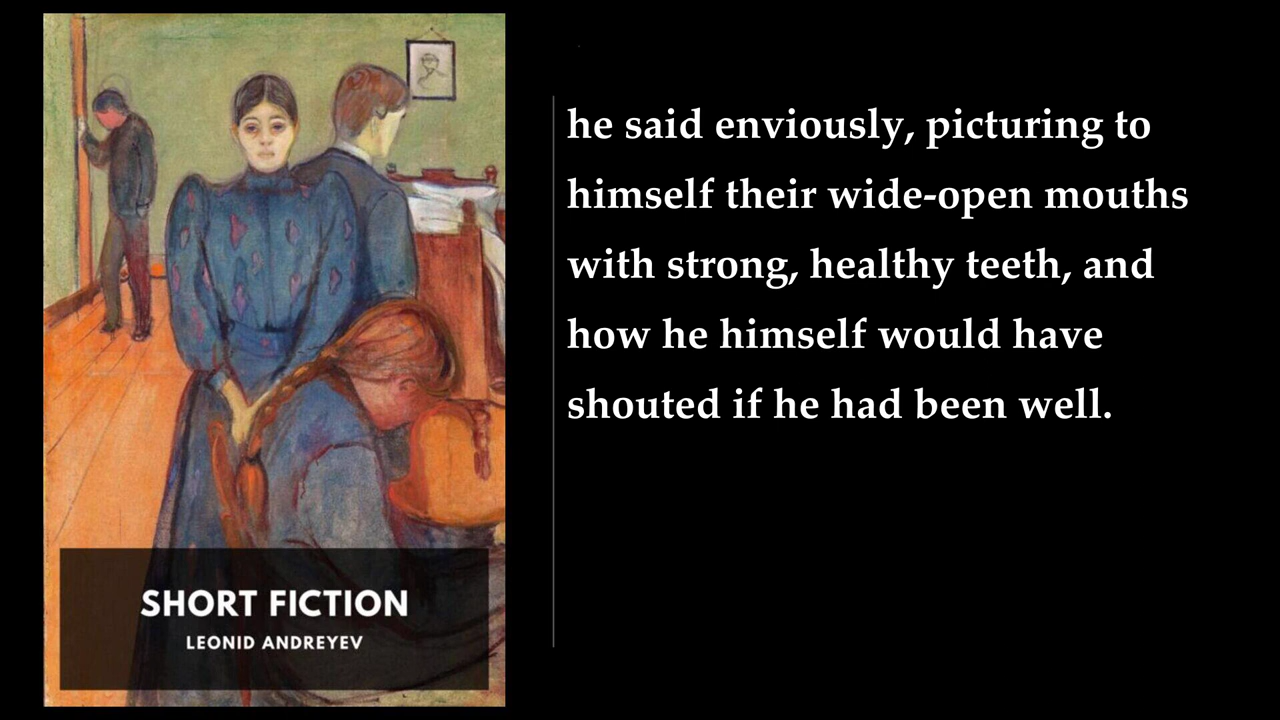 he said enviously, picturing to
himself their wide-open mouths
with strong, healthy teeth, and
how he himself would have
shouted if he had been well.
SHORT FICTION
LEONID ANDREYEV